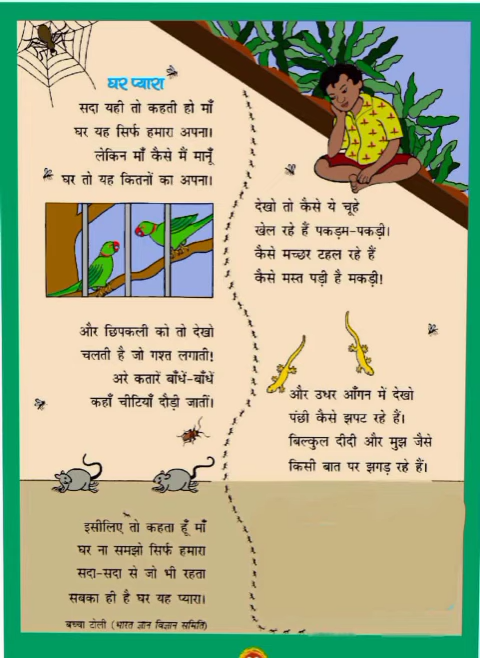 घर प्यारा
सदा यही तो कहती हो माँ
घर यह सिर्फ हमारा अपना।
लेकिन माँ कैसे मैं मानूँ
घर तो यह कितनों का अपना।
देखो तो कैसे ये चूहे
खेल रहे हैं पकड़म-पकड़ी।
कैसे मच्छर टहल रहे हैं
कैसे मस्त पड़ी है मकड़ी!
और छिपकली को तो देखो
चलती है जो गश्त लगाती!
अरे कतारें बाँधें-बाँधें
कहाँ चीटियाँ दौड़ी जातीं।
और उधर आँगन में देखो
पंछी कैसे झपट रहे हैं।
बिल्कुल दीदी और मुझ जैसे
किसी बात पर झगड़ रहे हैं।
इसीलिए तो कहता हूँ माँ
घर ना समझो सिर्फ हमारा
सदा-सदा से जो भी रहता
सबका ही है घर यह प्यारा।
बच्चा टोली (भारत ज्ञान विज्ञान समिति)